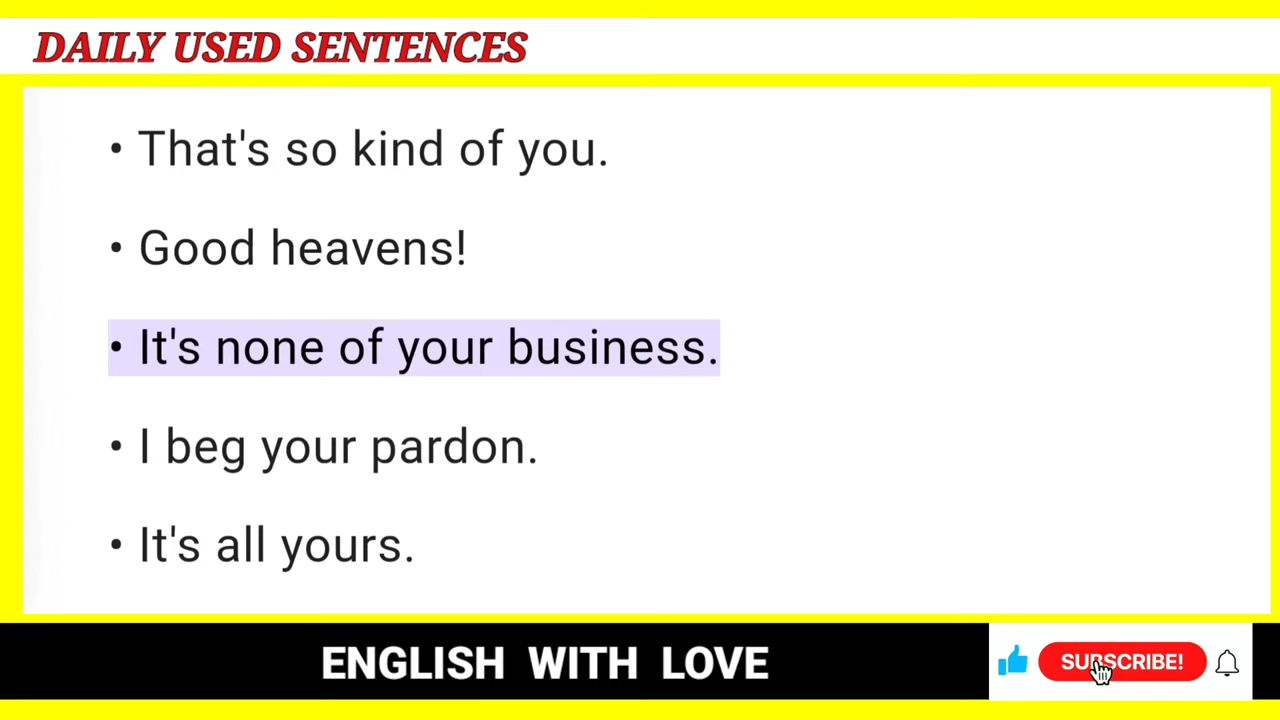 DAILY USED SENTENCES
• That's so kind of you.
• Good heavens!
• It's none of your business.
• I beg your pardon.
• It's all yours.
ENGLISH WITH LOVE
SUBSCRIBE!